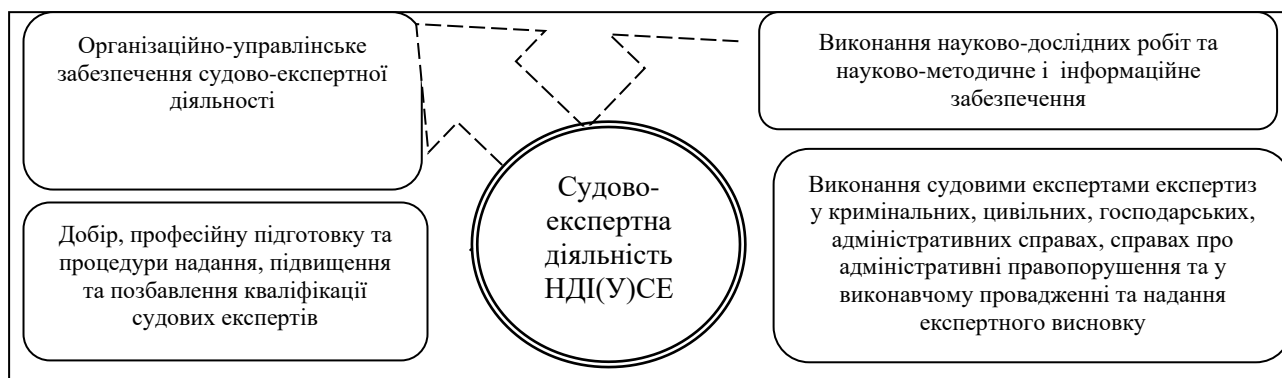 Організаційно-управлінське
забезпечення судово-експертної
діяльності
Виконання науково-дослідних робіт та
науково-методичне і інформаційне
забезпечення
Судово-
експертна
діяльність
НДІ(У)СЕ
Добір, професійну підготовку та
процедури надання, підвищення
та позбавлення кваліфікації
судових експертів
Виконання судовими експертами експертиз
у кримінальних, цивільних, господарських,
адміністративних справах, справах про
адміністративні правопорушення та у
виконавчому провадженні та надання
експертного висновку